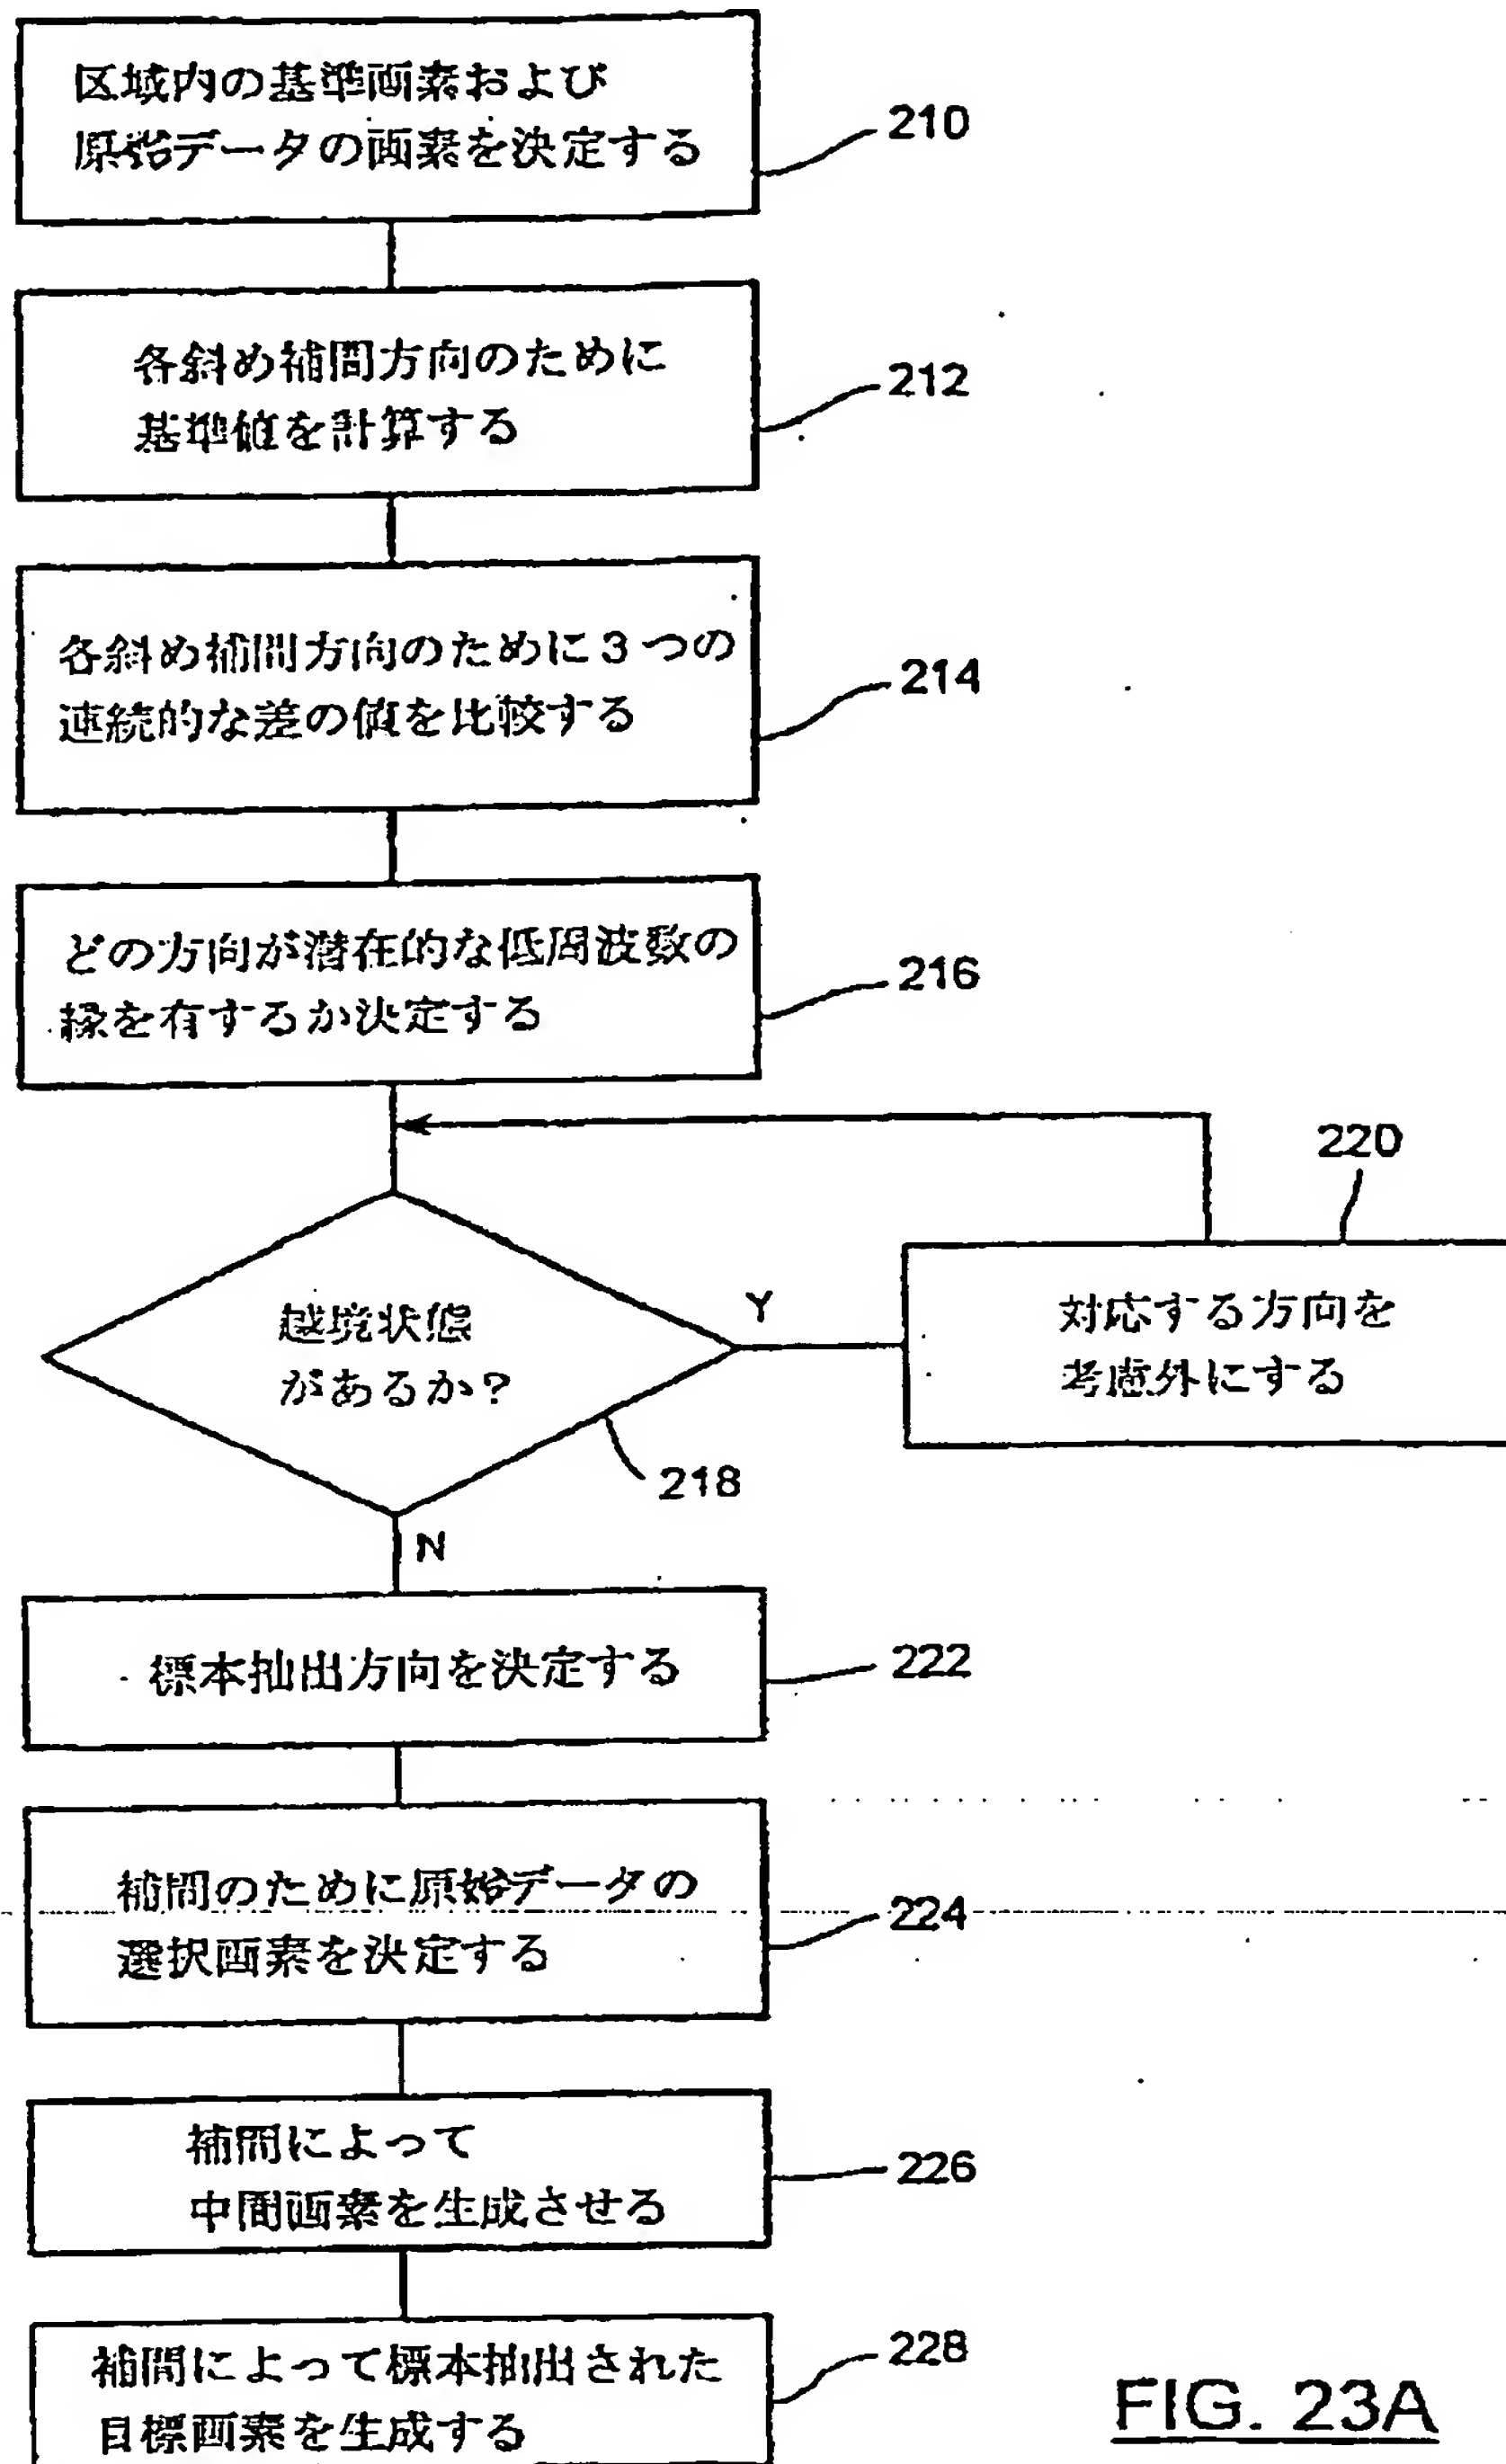 区域内の基準画素および
原始データの画素を決定する
210
各斜め補間方向のために
基準値を計算する
212
各斜め補間方向のために3つの
連続的な差の値を比較する
214
どの方向が潜在的な低周波数の
縁を有するか決定する
216
220
越境状態
があるか?
Y
対応する方向を
考慮外にする
218
N
標本抽出方向を決定する
222
補間のために原始データの
選択画素を決定する
224
補間によって
中間画素を生成させる
226
補間によって標本抽出された
目標画素を生成する
228
FIG. 23A